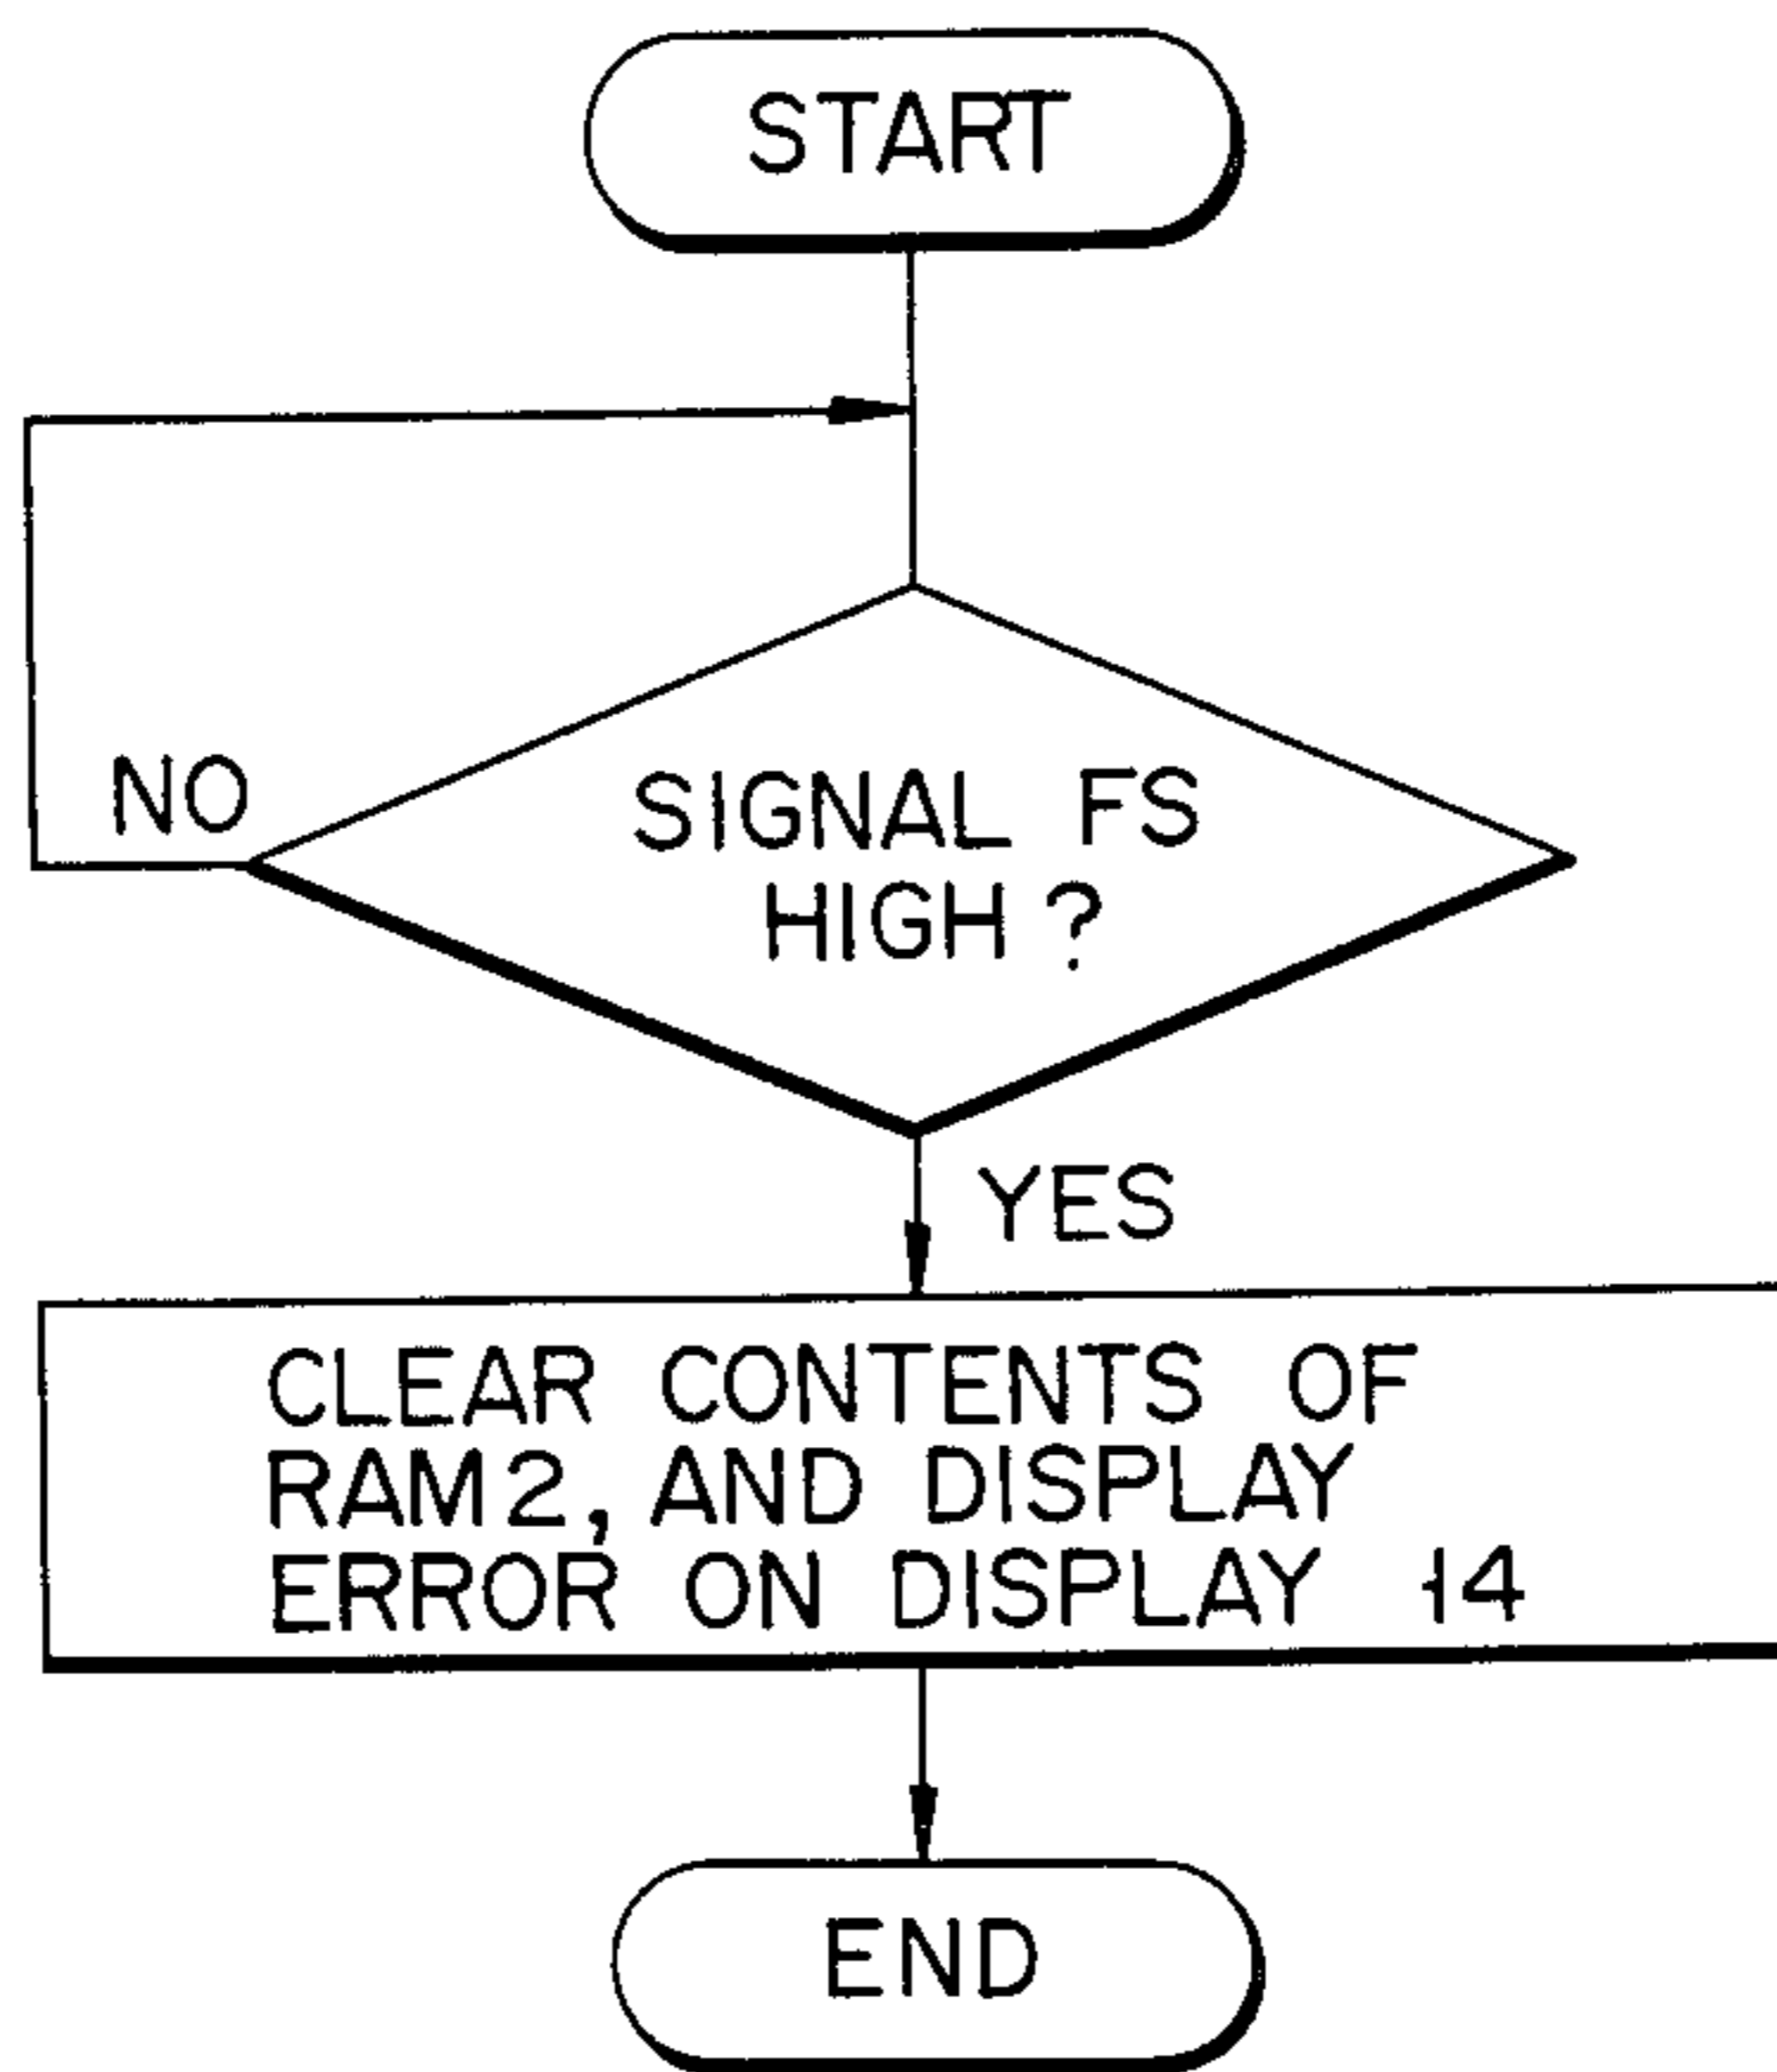 START
NO
SIGNAL FS
HIGH ?
YES
CLEAR CONTENTS OF
RAM2, AND DISPLAY
ERROR ON DISPLAY 14
END